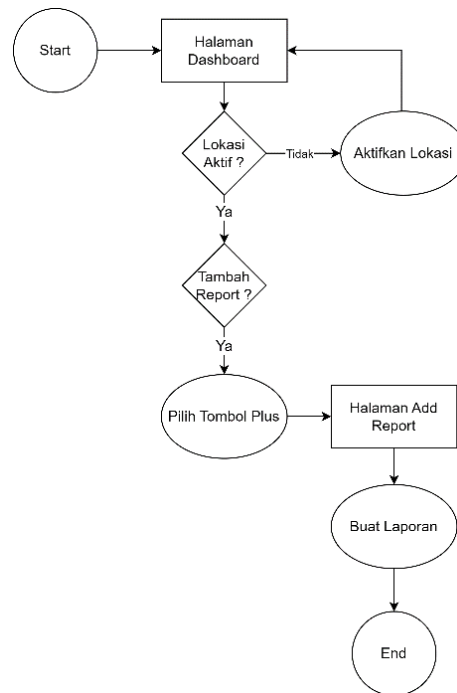 Start
Halaman
Dashboard
Lokasi
Aktif ?
Tidak
Aktifkan Lokasi
Ya
Tambah
Report ?
Ya
Pilih Tombol Plus
Halaman Add
Report
Buat Laporan
End